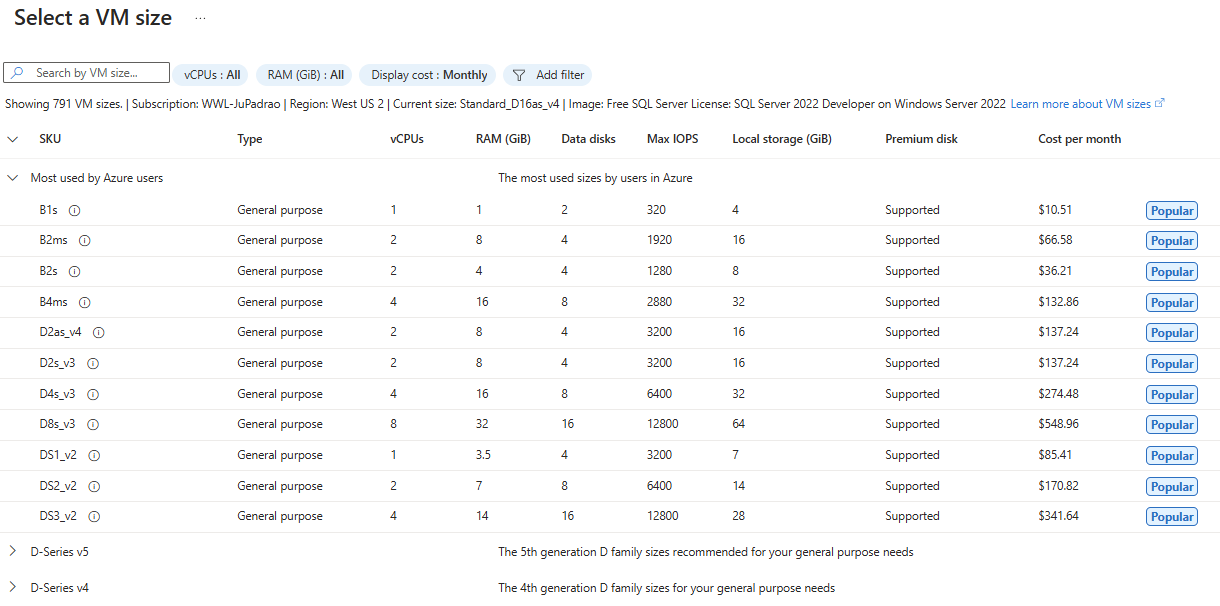 Select a VM size ...
Search by VM size... vCPUs : All RAM (GiB) : All Display cost : Monthly Add filter
Showing 791 VM sizes. | Subscription: WWL-JuPadrao | Region: West US 2 | Current size: Standard_D16as_v4 | Image: Free SQL Server License: SQL Server 2022 Developer on Windows Server 2022 Learn more about VM sizes
SKU Type vCPUs RAM (GiB) Data disks Max IOPS Local storage (GiB) Premium disk Cost per month
Most used by Azure users The most used sizes by users in Azure
B1s General purpose 1 1 2 320 4 Supported $10.51 Popular
B2ms General purpose 2 8 4 1920 16 Supported $66.58 Popular
B2s General purpose 2 4 4 1280 8 Supported $36.21 Popular
B4ms General purpose 4 16 8 2880 32 Supported $132.86 Popular
D2as_v4 General purpose 2 8 4 3200 16 Supported $137.24 Popular
D2s_v3 General purpose 2 8 4 3200 16 Supported $137.24 Popular
D4s_v3 General purpose 4 16 8 6400 32 Supported $274.48 Popular
D8s_v3 General purpose 8 32 16 12800 64 Supported $548.96 Popular
DS1_v2 General purpose 1 3.5 4 3200 7 Supported $85.41 Popular
DS2_v2 General purpose 2 7 8 6400 14 Supported $170.82 Popular
DS3_v2 General purpose 4 14 16 12800 28 Supported $341.64 Popular
D-Series v5 The 5th generation D family sizes recommended for your general purpose needs
D-Series v4 The 4th generation D family sizes for your general purpose needs